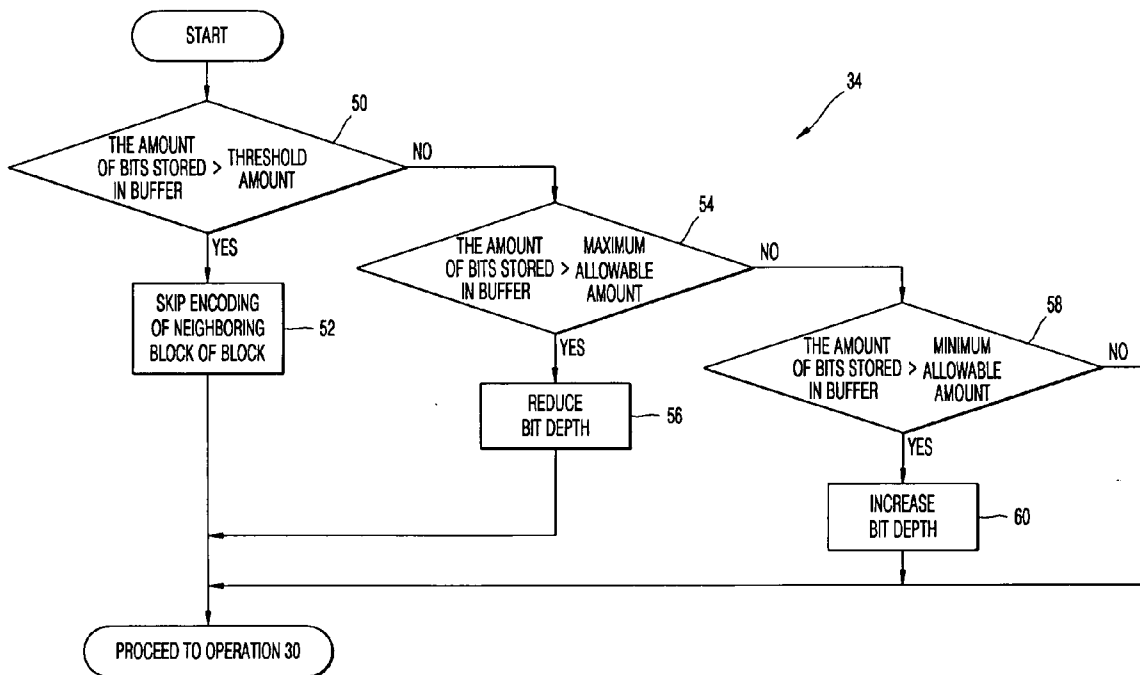 START
50
34
THE AMOUNT
OF BITS STORED > THRESHOLD
IN BUFFER AMOUNT
NO
YES
54
THE AMOUNT MAXIMUM
OF BITS STORED > ALLOWABLE
IN BUFFER AMOUNT
NO
YES
SKIP ENCODING
OF NEIGHBORING
BLOCK OF BLOCK
52
58
THE AMOUNT MINIMUM
OF BITS STORED > ALLOWABLE
IN BUFFER AMOUNT
NO
YES
REDUCE
BIT DEPTH
56
INCREASE
BIT DEPTH
60
PROCEED TO OPERATION 30